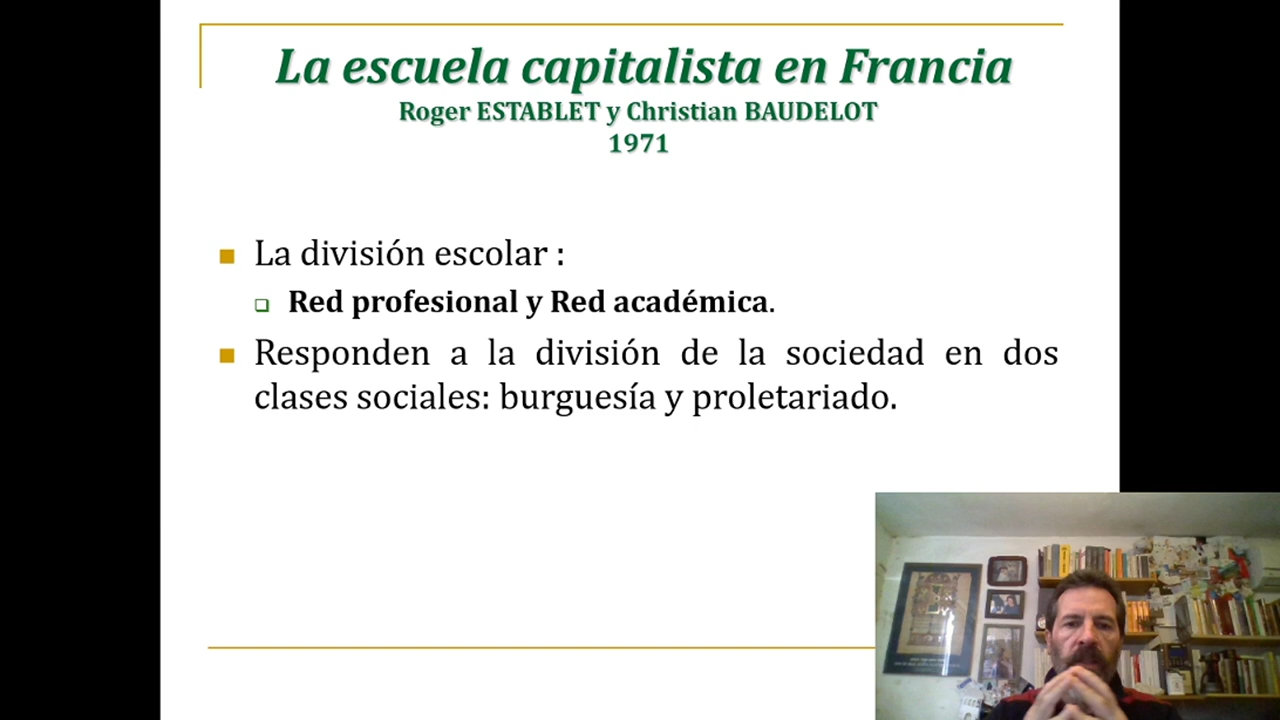 La escuela capitalista en Francia
Roger ESTABLET y Christian BAUDELOT
1971
La división escolar :
Red profesional y Red académica.
Responden a la división de la sociedad en dos
clases sociales: burguesía y proletariado.